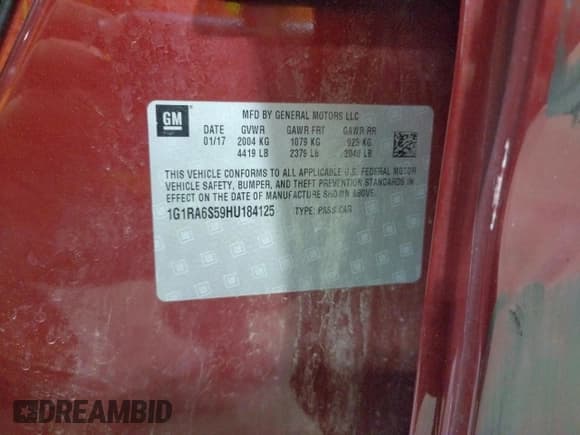 GM
MFD BY GENERAL MOTORS LLC
DATE GVWR GAWR FRT GAWR RR
01/17 2004 KG 1079 KG 925 KG
4419 LB 2379 LB 2040 LB
THIS VEHICLE CONFORMS TO ALL APPLICABLE U.S. FEDERAL MOTOR
VEHICLE SAFETY, BUMPER, AND THEFT PREVENTION STANDARDS IN
EFFECT ON THE DATE OF MANUFACTURE SHOWN ABOVE.
1G1RA6S59HU184125 TYPE: PASS CAR
DREAMBID